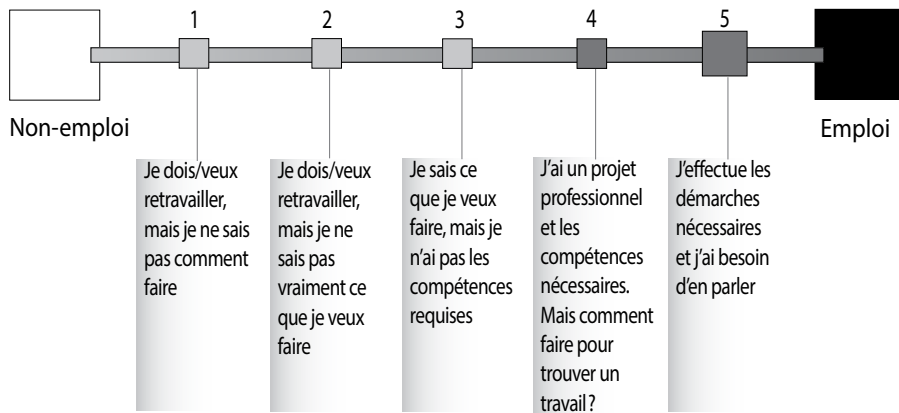 1
2
3
4
5
Non-emploi
Emploi
Je dois/veux
retravailler,
mais je ne sais
pas comment
faire
Je dois/veux
retravailler,
mais je ne
sais pas
vraiment ce
que je veux
faire
Je sais ce
que je veux
faire, mais je
n’ai pas les
compétences
requises
J’ai un projet
professionnel
et les
compétences
nécessaires.
Mais comment
faire pour
trouver un
travail ?
J’effectue les
démarches
nécessaires
et j’ai besoin
d’en parler